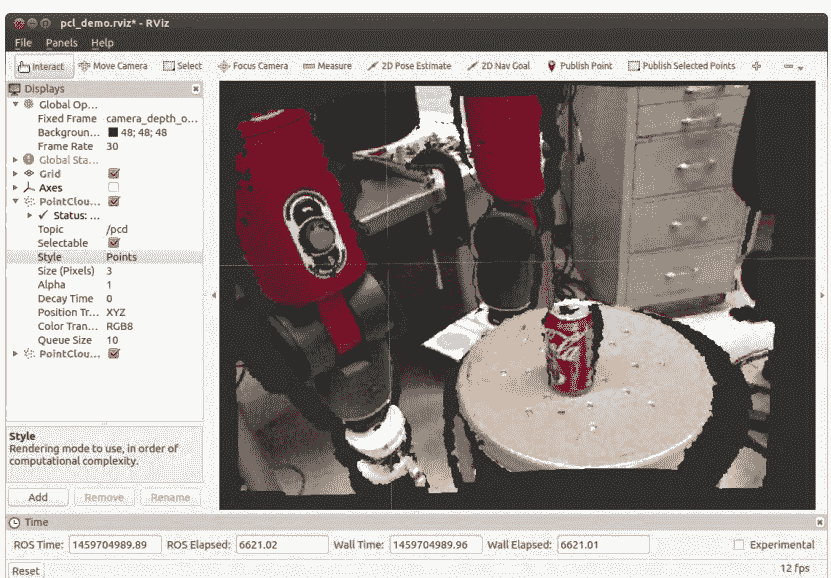 pcl_demo.rviz* - RViz
File Panels Help
Interact Move Camera Select Focus Camera Measure 2D Pose Estimate 2D Nav Goal Publish Point Publish Selected Points
Displays
Global Op...
Fixed Frame camera_depth_o...
Backgroun... 48; 48; 48
Frame Rate 30
Global Sta...
Grid
Axes
PointClou...
Status: ...
Topic /pcd
Selectable
Style Points
Size (Pixels) 3
Alpha 1
Decay Time 0
Position Tr... XYZ
Color Tran... RGB8
Queue Size 10
PointClou...
Style
Rendering mode to use, in order of
computational complexity.
Add Remove Rename
Time
ROS Time: 1459704989.89 ROS Elapsed: 6621.02 Wall Time: 1459704989.96 Wall Elapsed: 6621.01 Experimental
Reset 12 fps